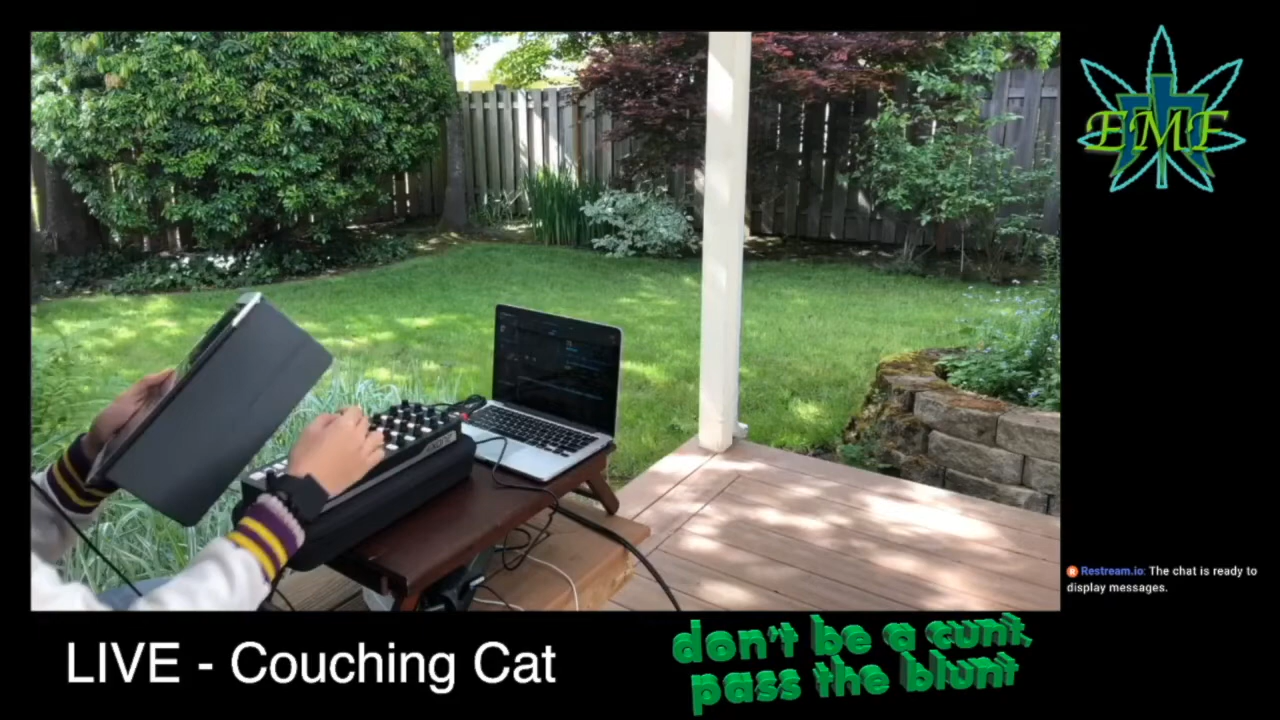 EMF
Restream.io: The chat is ready to
display messages.
LIVE - Couching Cat
don't be a cunt,
pass the blunt